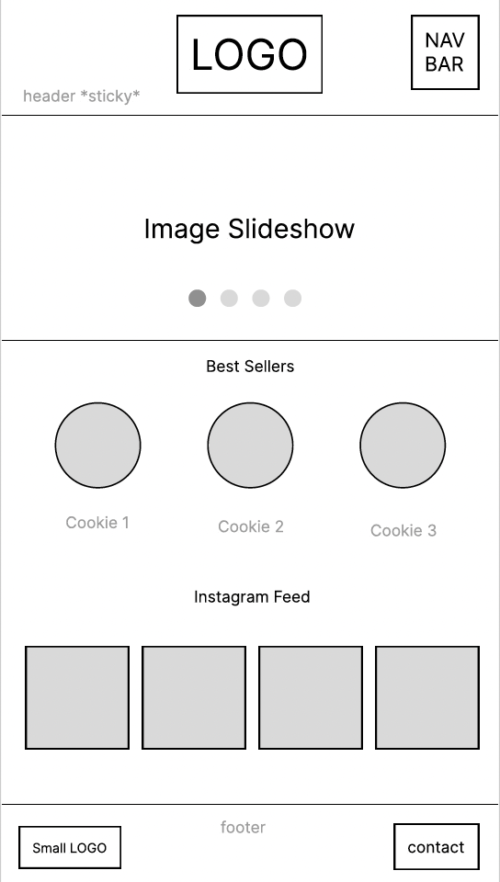 LOGO
NAV
BAR
header *sticky*
Image Slideshow
Best Sellers
Cookie 1
Cookie 2
Cookie 3
Instagram Feed
footer
Small LOGO
contact